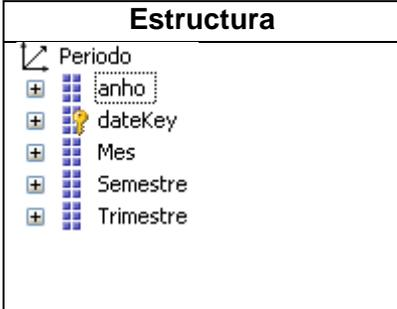 Estructura
Periodo
anho
dateKey
Mes
Semestre
Trimestre